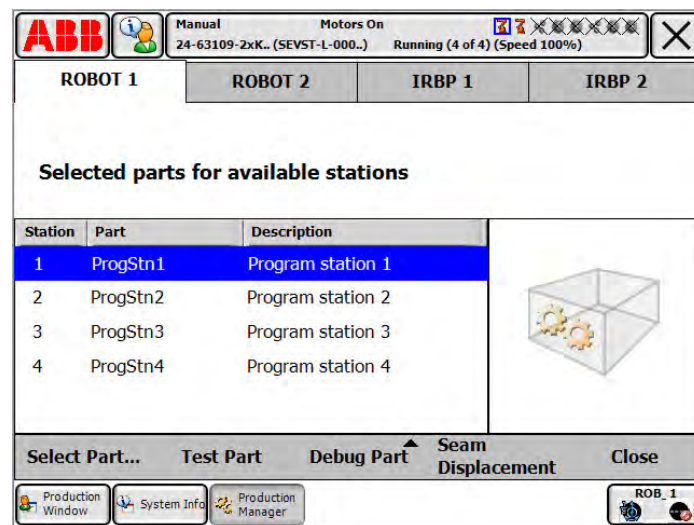 ABB
Manual Motors On
24-63109-2xK.. (SEVST-L-000..) Running (4 of 4) (Speed 100%)
ROBOT 1 ROBOT 2 IRBP 1 IRBP 2
Selected parts for available stations
Station Part Description
1 ProgStn1 Program station 1
2 ProgStn2 Program station 2
3 ProgStn3 Program station 3
4 ProgStn4 Program station 4
Select Part... Test Part Debug Part Seam Displacement Close
Production Window System Info Production Manager ROB_1